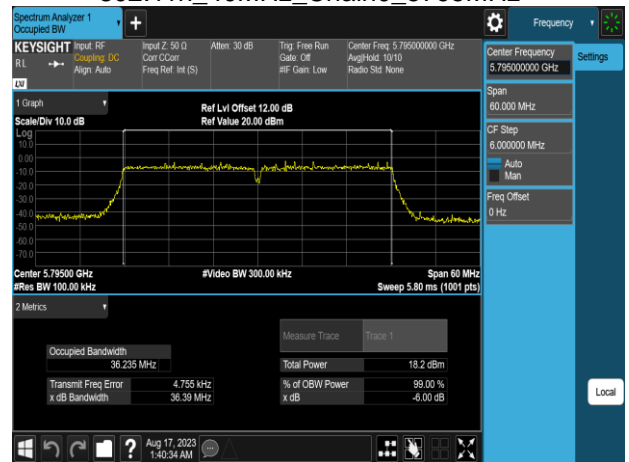 Spectrum Analyzer 1
Occupied BW
Frequency
KEYSIGHT
RL
LXI
Input: RF
Coupling: DC
Align: Auto
Input Z: 50 Ω
Corr CCorr
Freq Ref: Int (S)
Atten: 30 dB
Trig: Free Run
Gate: Off
#IF Gain: Low
Center Freq: 5.795000000 GHz
Avg|Hold: 10/10
Radio Std: None
Center Frequency
5.795000000 GHz
Settings
Span
60.000 MHz
CF Step
6.000000 MHz
Auto
Man
Freq Offset
0 Hz
1 Graph
Scale/Div 10.0 dB
Ref Lvl Offset 12.00 dB
Ref Value 20.00 dBm
Log
10.0
0.00
-10.0
-20.0
-30.0
-40.0
-50.0
-60.0
-70.0
Center 5.79500 GHz
#Video BW 300.00 kHz
Span 60 MHz
#Res BW 100.00 kHz
Sweep 5.80 ms (1001 pts)
2 Metrics
Measure Trace
Trace 1
Occupied Bandwidth
36.235 MHz
Total Power
18.2 dBm
Transmit Freq Error
4.755 kHz
% of OBW Power
99.00 %
x dB Bandwidth
36.39 MHz
x dB
-6.00 dB
Local
Aug 17, 2023
1:40:34 AM